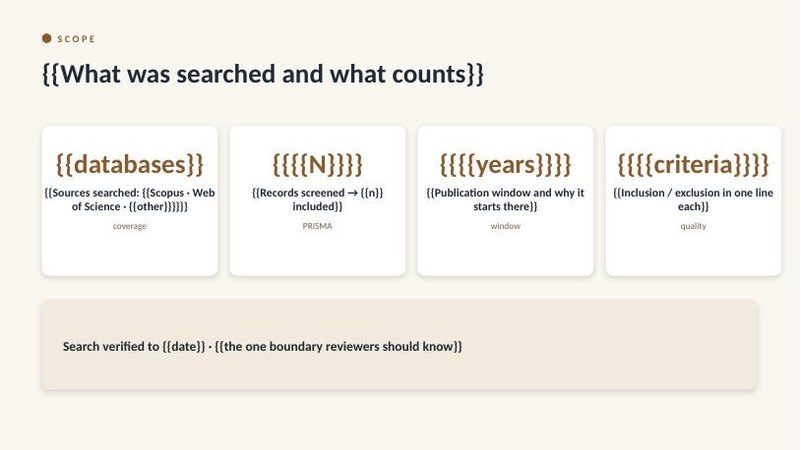 SCOPE
{{What was searched and what counts}}
{{databases}}
{{Sources searched: {{Scopus · Web
of Science · {{other}}}}}}
coverage
{{{{N}}}}
{{Records screened → {{n}}
included}}
PRISMA
{{{{years}}}}
{{Publication window and why it
starts there}}
window
{{{{criteria}}}}
{{Inclusion / exclusion in one line
each}}
quality
Search verified to {{date}} · {{the one boundary reviewers should know}}